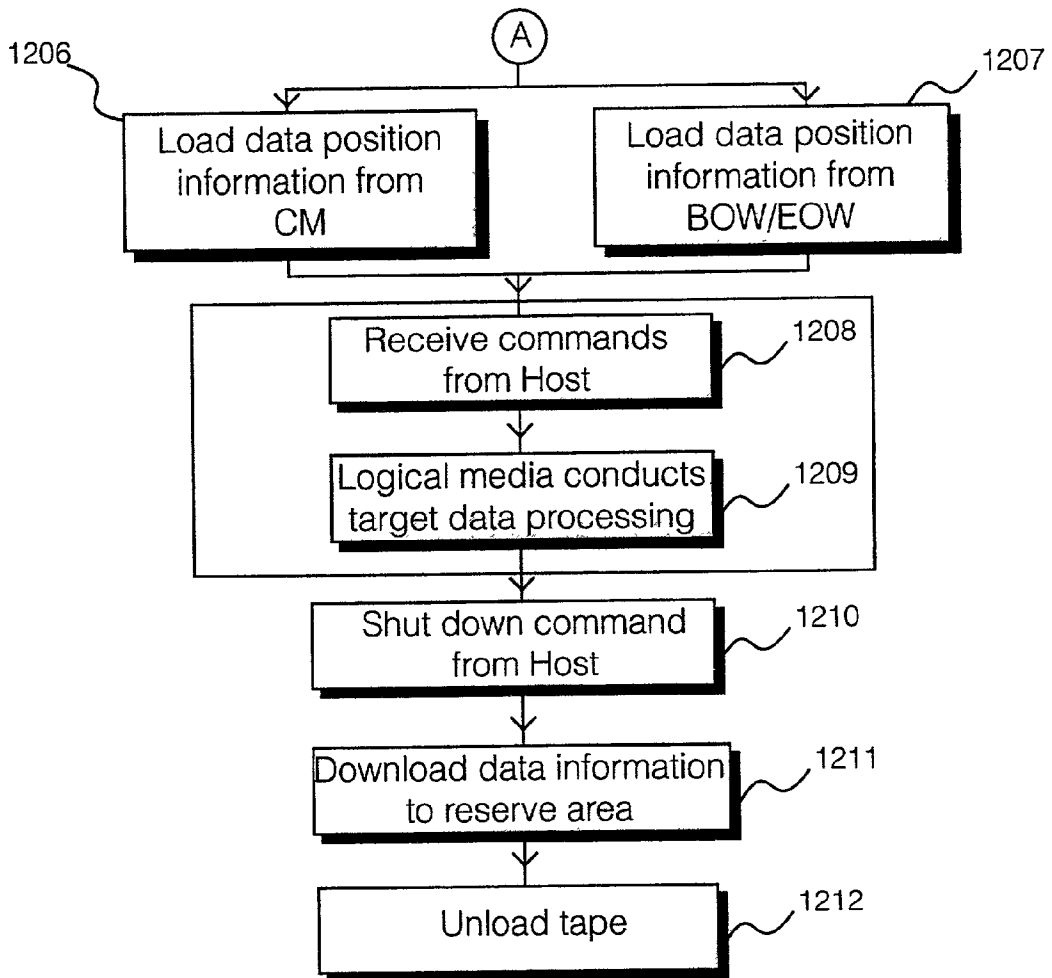 A
1206
1207
Load data position
information from
CM
Load data position
information from
BOW/EOW
Receive commands
from Host
1208
Logical media conducts
target data processing
1209
Shut down command
from Host
1210
Download data information
to reserve area
1211
Unload tape
1212